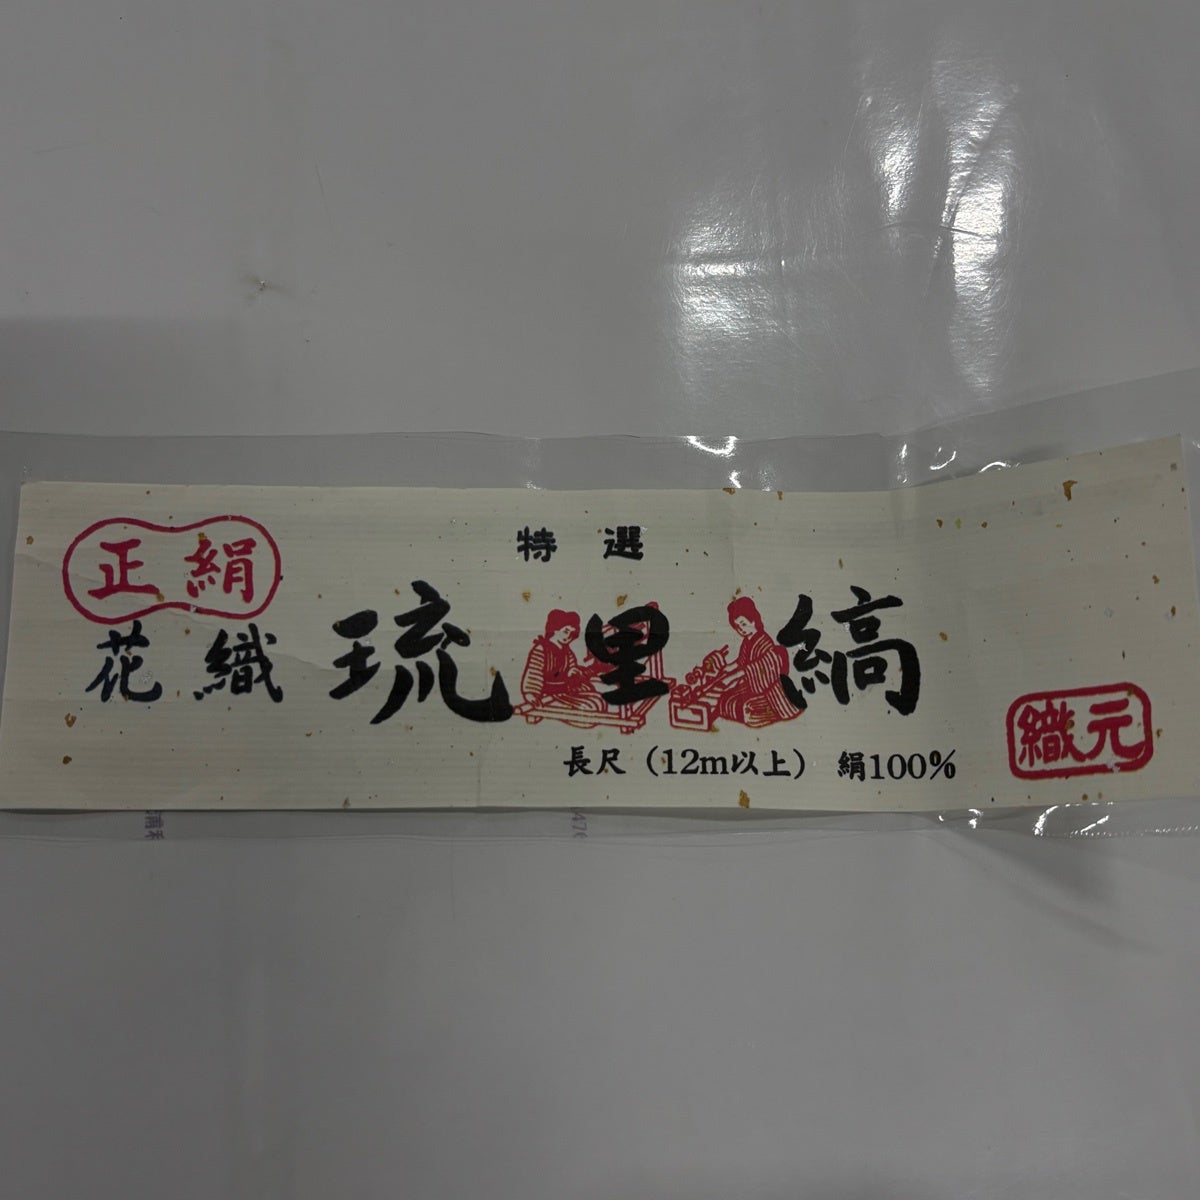 特選
正絹
花織 琉里縞
長尺（12m以上） 絹100%
織元